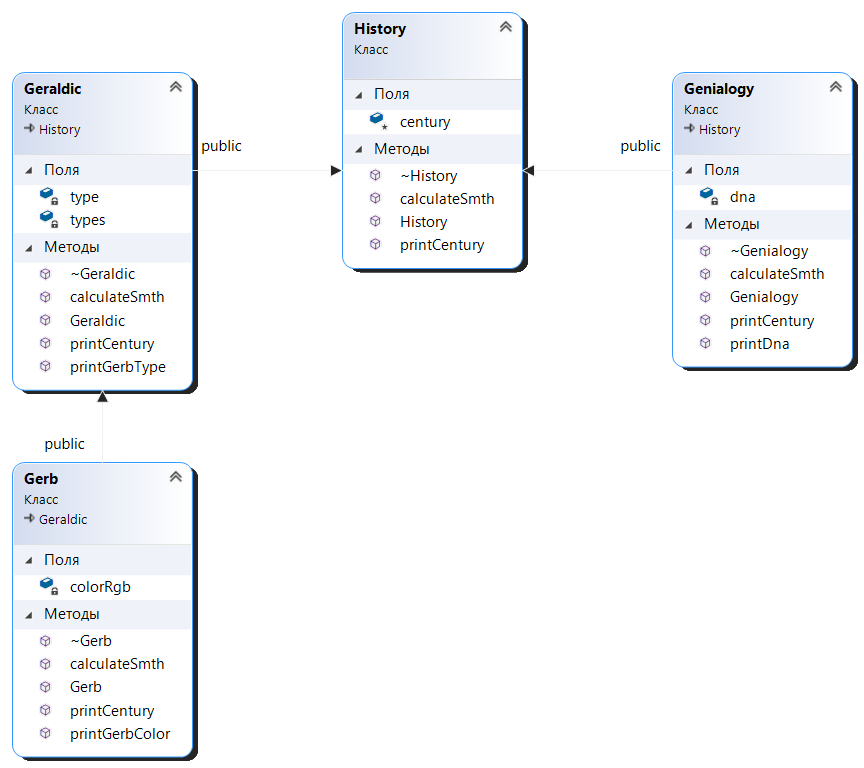 History
Класс
Поля
century
Методы
~History
calculateSmth
History
printCentury
Geraldic
Класс
History
Поля
type
types
Методы
~Geraldic
calculateSmth
Geraldic
printCentury
printGerbType
public
public
Genialogy
Класс
History
Поля
dna
Методы
~Genialogy
calculateSmth
Genialogy
printCentury
printDna
public
Gerb
Класс
Geraldic
Поля
colorRgb
Методы
~Gerb
calculateSmth
Gerb
printCentury
printGerbColor